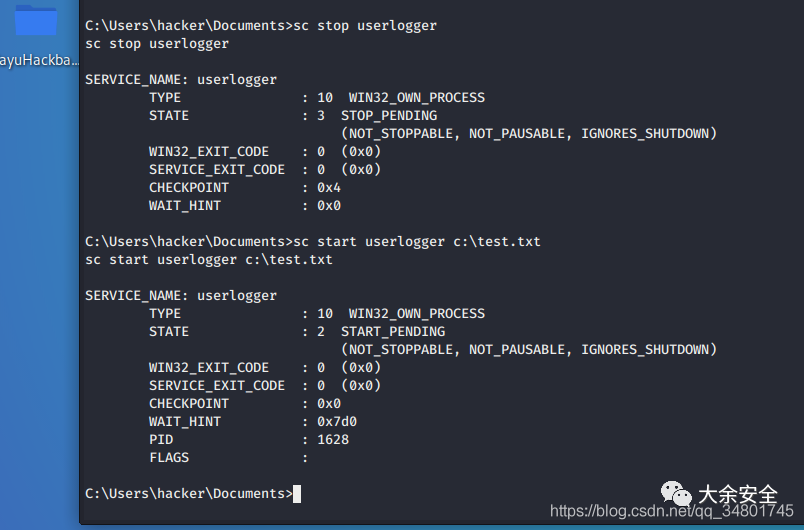 C:\Users\hacker\Documents>sc stop userlogger
sc stop userlogger
SERVICE_NAME: userlogger
TYPE : 10 WIN32_OWN_PROCESS
STATE : 3 STOP_PENDING
(NOT_STOPPABLE, NOT_PAUSABLE, IGNORES_SHUTDOWN)
WIN32_EXIT_CODE : 0 (0x0)
SERVICE_EXIT_CODE : 0 (0x0)
CHECKPOINT : 0x4
WAIT_HINT : 0x0
C:\Users\hacker\Documents>sc start userlogger c:\test.txt
sc start userlogger c:\test.txt
SERVICE_NAME: userlogger
TYPE : 10 WIN32_OWN_PROCESS
STATE : 2 START_PENDING
(NOT_STOPPABLE, NOT_PAUSABLE, IGNORES_SHUTDOWN)
WIN32_EXIT_CODE : 0 (0x0)
SERVICE_EXIT_CODE : 0 (0x0)
CHECKPOINT : 0x0
WAIT_HINT : 0x7d0
PID : 1628
FLAGS :
C:\Users\hacker\Documents>
ayuHackba...
大余安全
https://blog.csdn.net/qq_34801745